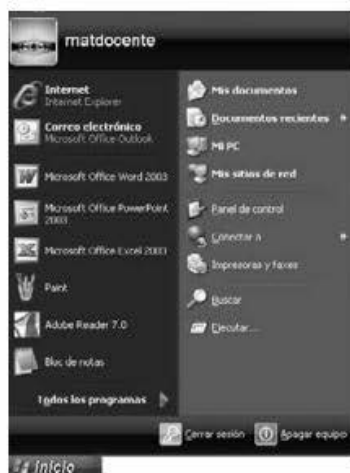 matdocente
Internet
Internet Explorer
Correo electrónico
Microsoft Office Outlook
Microsoft Office Word 2003
Microsoft Office PowerPoint
2003
Microsoft Office Excel 2003
Paint
Adobe Reader 7.0
Bloc de notas
Todos los programas
Mis documentos
Documentos recientes
Mi PC
Mis sitios de red
Panel de control
Conectar a
Impresoras y faxes
Buscar
Ejecutar...
Cerrar sesión
Apagar equipo
Inicio